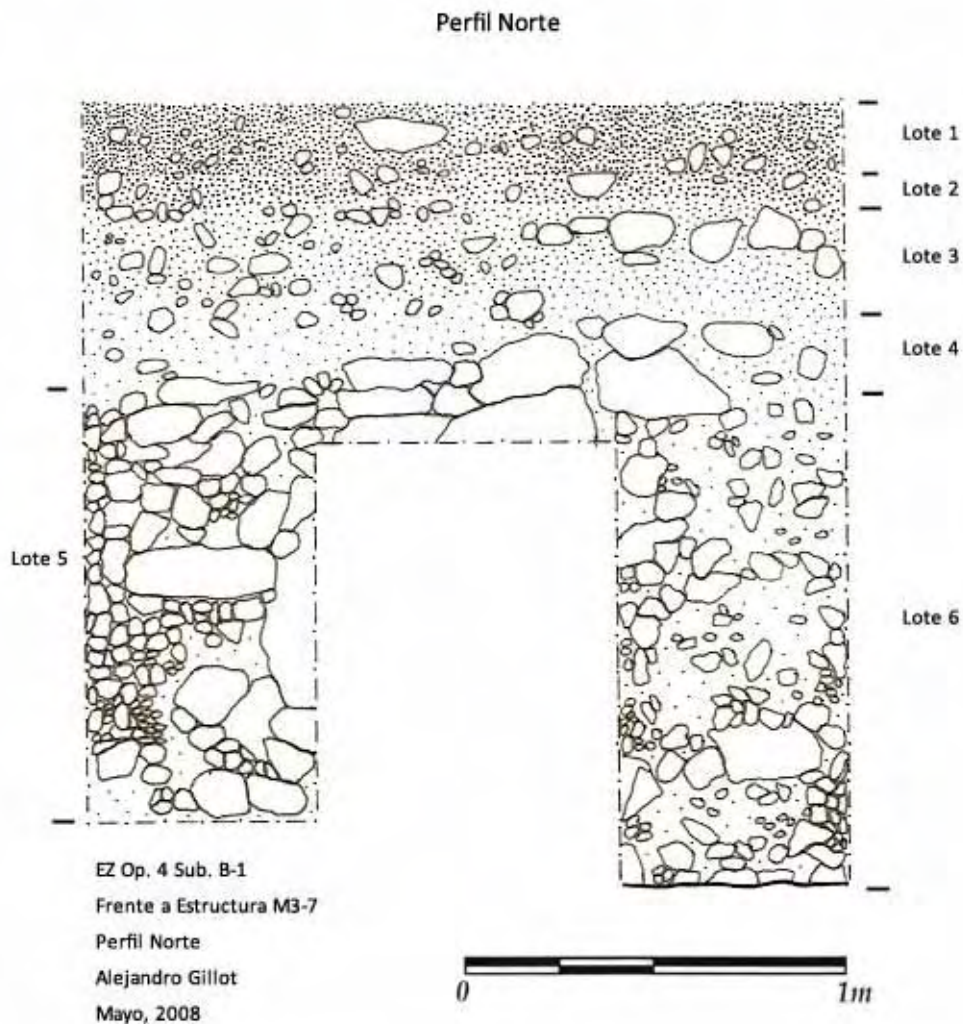 Perfil Norte
Lote 1
Lote 2
Lote 3
Lote 4
Lote 5
Lote 6
EZ Op. 4 Sub. B-1
Frente a Estructura M3-7
Perfil Norte
Alejandro Gillot
Mayo, 2008
0 1m